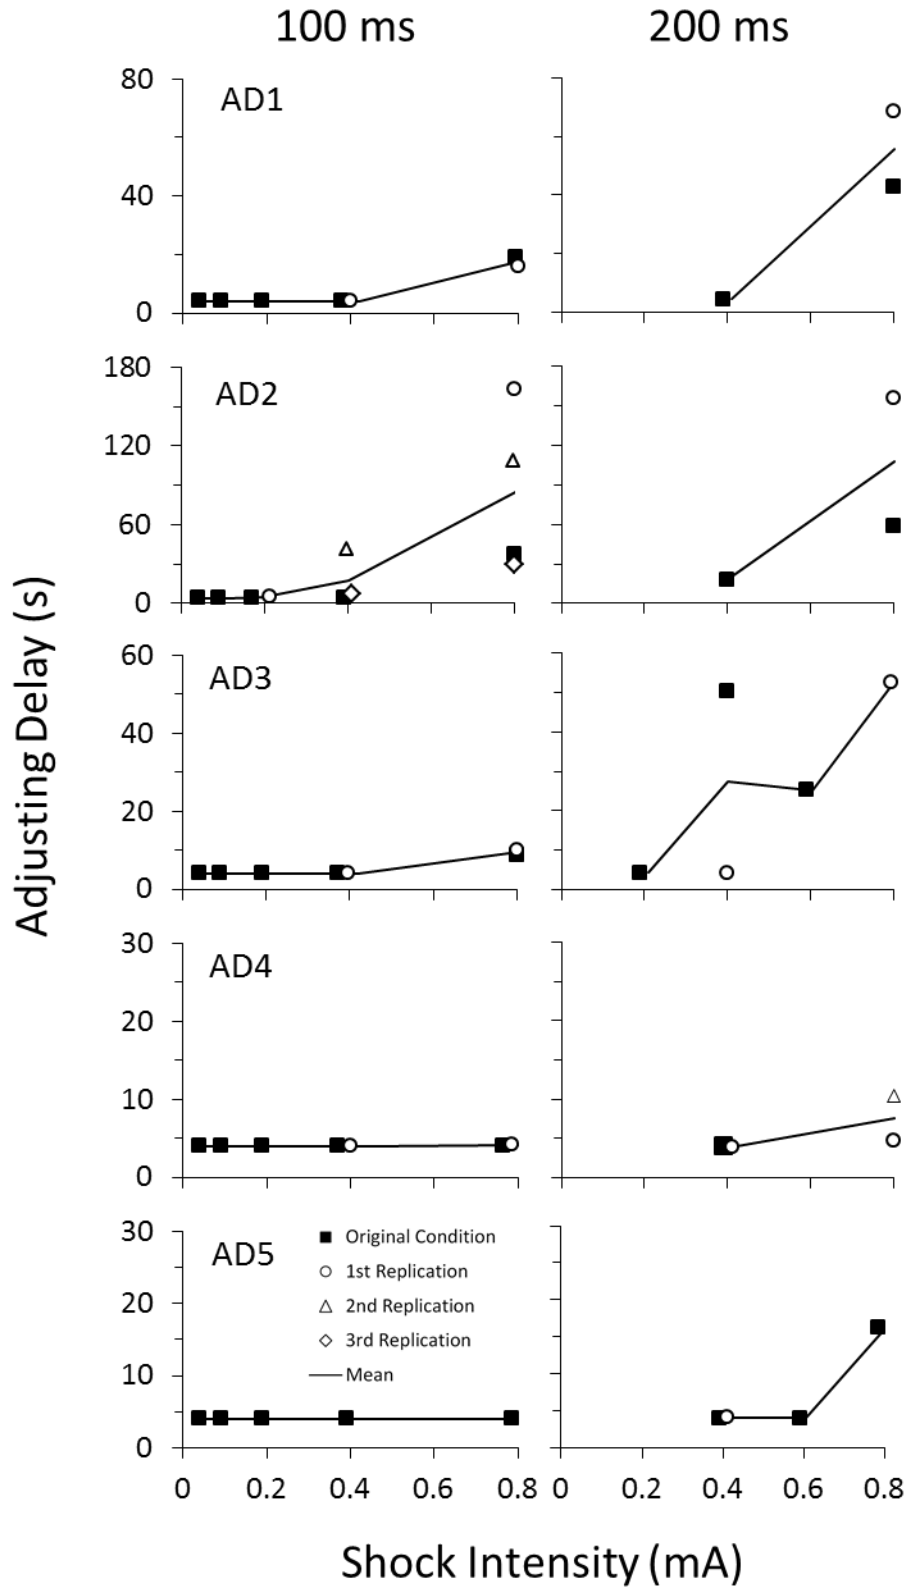 100 ms
200 ms
80
40
0
AD1
180
120
60
0
AD2
60
40
20
0
AD3
30
20
10
0
AD4
30
20
10
0
AD5
Original Condition
1st Replication
2nd Replication
3rd Replication
Mean
0 0.2 0.4 0.6 0.8
0 0.2 0.4 0.6 0.8
Adjusting Delay (s)
Shock Intensity (mA)